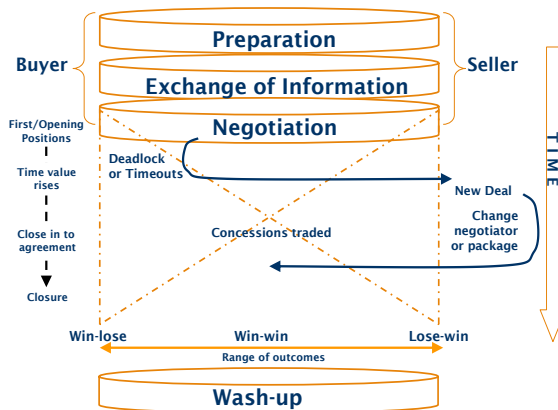 Preparation
Buyer
Seller
Exchange of Information
First/Opening
Positions
Negotiation
TIME
Deadlock
or Timeouts
Time value
rises
New Deal
Change
negotiator
or package
Close in to
agreement
Concessions traded
Closure
Win-lose
Win-win
Lose-win
Range of outcomes
Wash-up